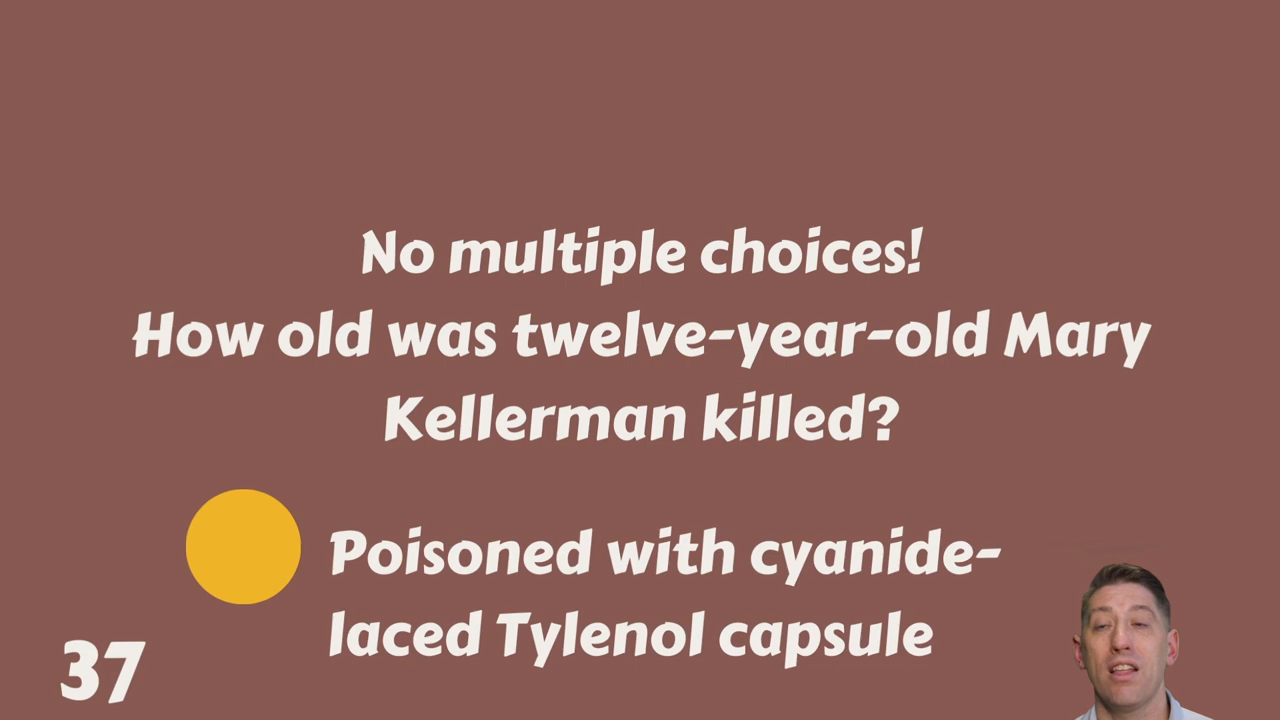 No multiple choices!
How old was twelve-year-old Mary
Kellerman killed?
Poisoned with cyanide-
laced Tylenol capsule
37